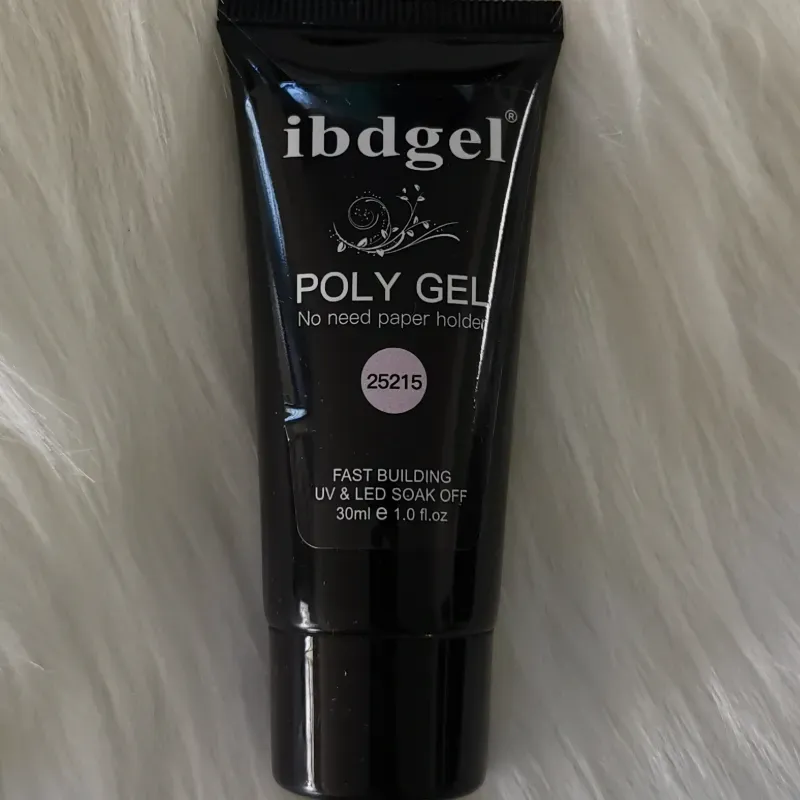 ibdgel®
POLY GEL
No need paper holder
25215
FAST BUILDING
UV & LED SOAK OFF
30ml e 1.0 fl.oz